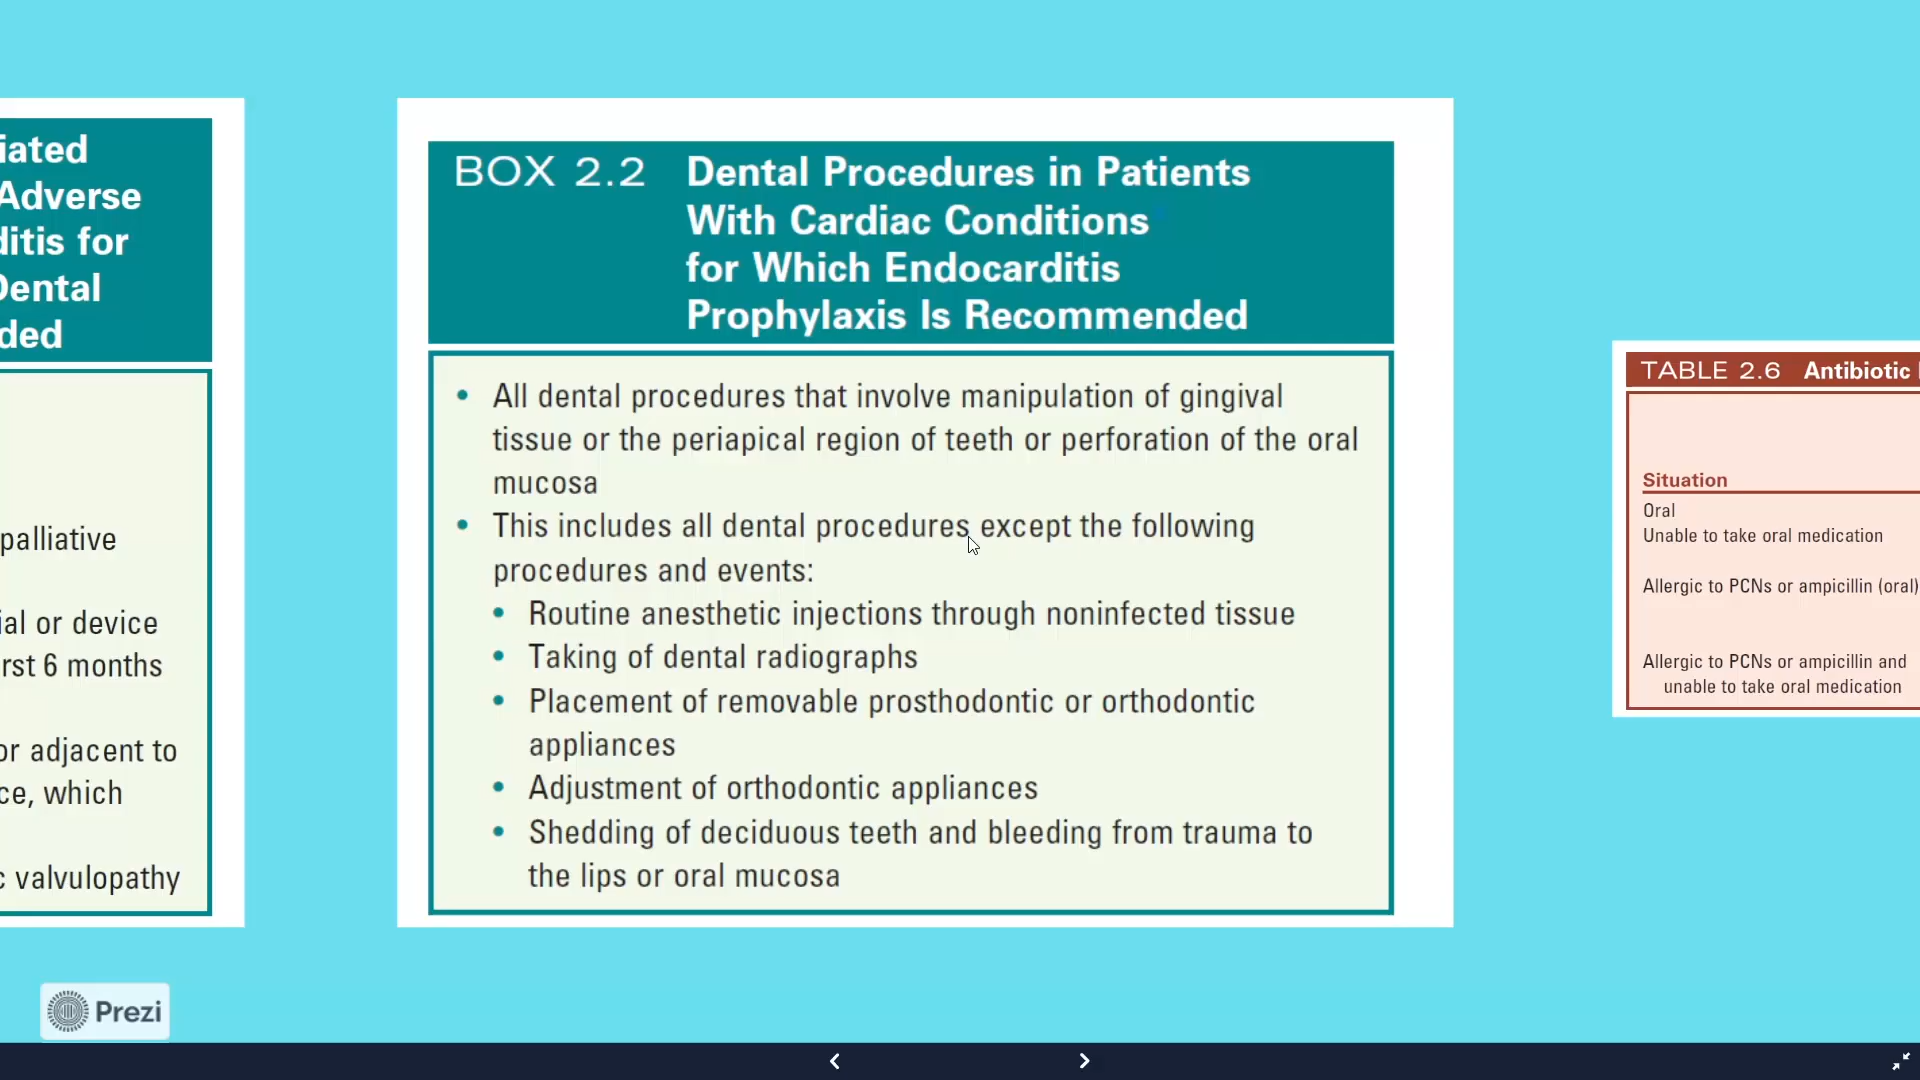 iated
Adverse
ditis for
Dental
ded
palliative
ial or device
rst 6 months
or adjacent to
ce, which
c valvulopathy
BOX 2.2 Dental Procedures in Patients
With Cardiac Conditions
for Which Endocarditis
Prophylaxis Is Recommended
• All dental procedures that involve manipulation of gingival
tissue or the periapical region of teeth or perforation of the oral
mucosa
• This includes all dental procedures except the following
procedures and events:
• Routine anesthetic injections through noninfected tissue
• Taking of dental radiographs
• Placement of removable prosthodontic or orthodontic
appliances
• Adjustment of orthodontic appliances
• Shedding of deciduous teeth and bleeding from trauma to
the lips or oral mucosa
TABLE 2.6 Antibiotic
Situation
Oral
Unable to take oral medication
Allergic to PCNs or ampicillin (oral)
Allergic to PCNs or ampicillin and
unable to take oral medication
Prezi